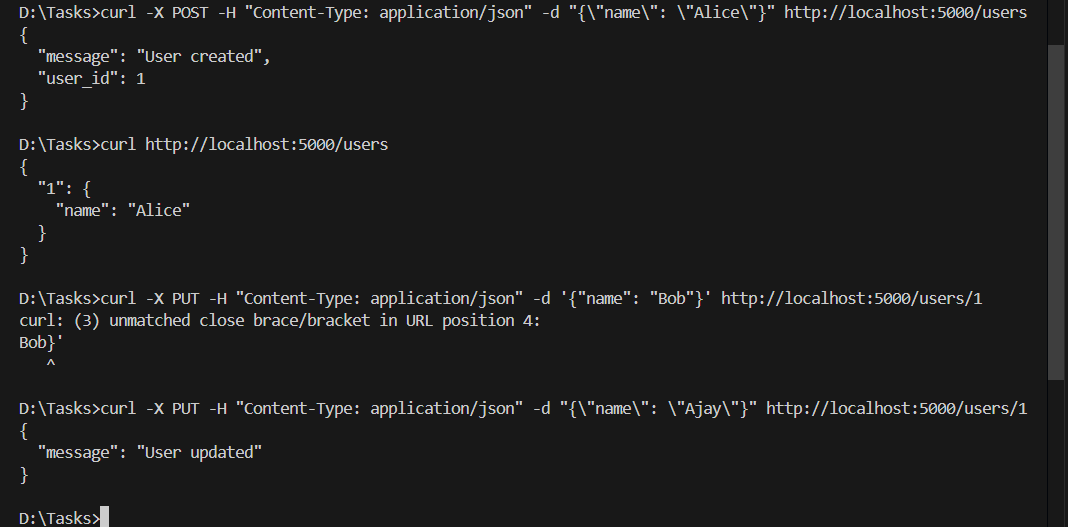 D:\Tasks>curl -X POST -H "Content-Type: application/json" -d "{\"name\": \"Alice\"}" http://localhost:5000/users
{
  "message": "User created",
  "user_id": 1
}
D:\Tasks>curl http://localhost:5000/users
{
  "1": {
    "name": "Alice"
  }
}
D:\Tasks>curl -X PUT -H "Content-Type: application/json" -d '{"name": "Bob"}' http://localhost:5000/users/1
curl: (3) unmatched close brace/bracket in URL position 4:
Bob}'
   ^
D:\Tasks>curl -X PUT -H "Content-Type: application/json" -d "{\"name\": \"Ajay\"}" http://localhost:5000/users/1
{
  "message": "User updated"
}
D:\Tasks>